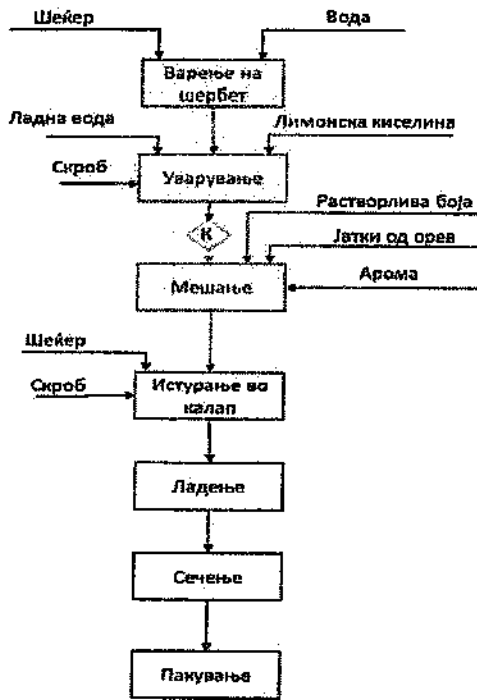 Шеќер
Вода
Варење на
шербет
Ладна вода
Лимонска киселина
Скроб
Уварување
К
Растворлива боја
Јатки од орев
Мешање
Арома
Шеќер
Скроб
Истурање во
калап
Ладење
Сечење
Пакување